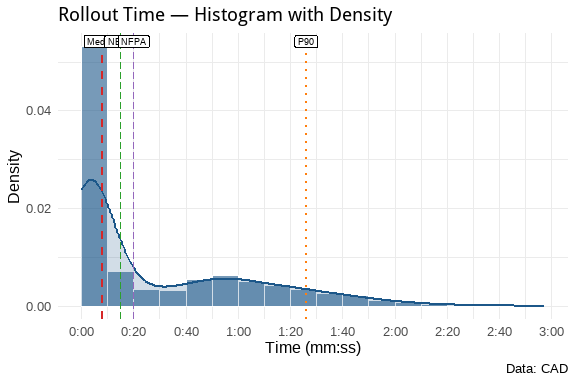 Rollout Time — Histogram with Density
NFPA
P90
Density
0.04
0.02
0.00
0:00
0:20
0:40
1:00
1:20
1:40
2:00
2:20
2:40
3:00
Time (mm:ss)
Data: CAD